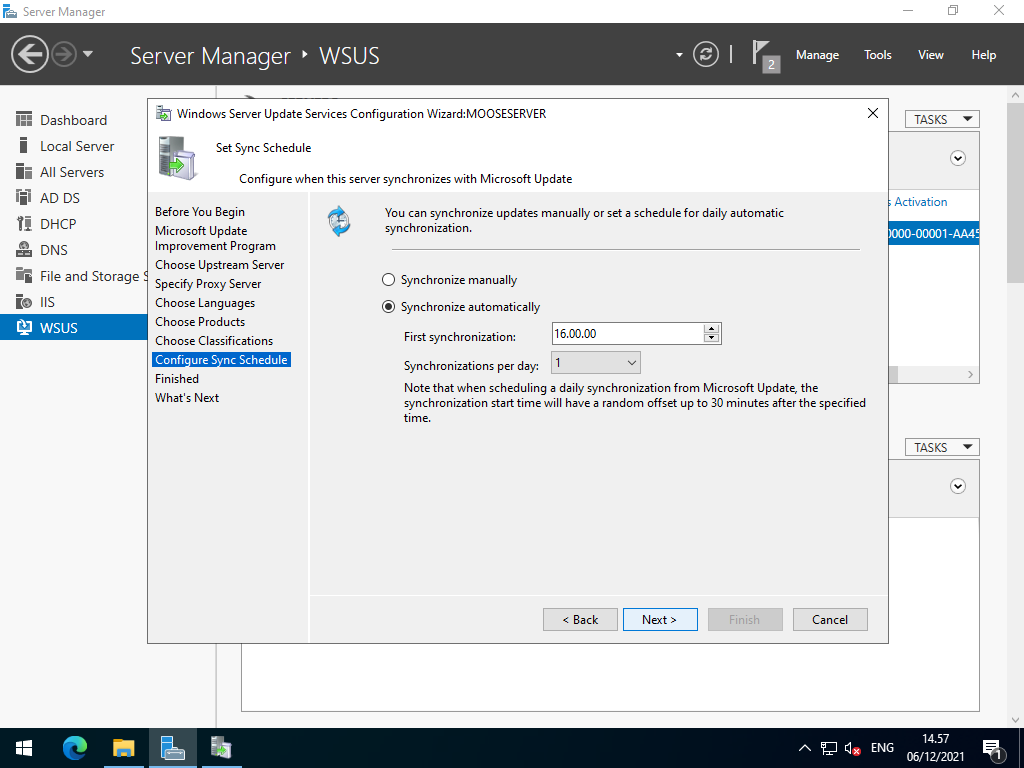 Server Manager
Server Manager
WSUS
2
Manage
Tools
View
Help
Dashboard
Local Server
All Servers
AD DS
DHCP
DNS
File and Storage S
IIS
WSUS
TASKS
s Activation
0000-00001-AA45
TASKS
Windows Server Update Services Configuration Wizard:MOOSESERVER
Set Sync Schedule
Configure when this server synchronizes with Microsoft Update
Before You Begin
Microsoft Update
Improvement Program
Choose Upstream Server
Specify Proxy Server
Choose Languages
Choose Products
Choose Classifications
Configure Sync Schedule
Finished
What's Next
You can synchronize updates manually or set a schedule for daily automatic
synchronization.
Synchronize manually
Synchronize automatically
First synchronization:
16.00.00
Synchronizations per day:
1
Note that when scheduling a daily synchronization from Microsoft Update, the
synchronization start time will have a random offset up to 30 minutes after the specified
time.
< Back
Next >
Finish
Cancel
ENG
14.57
06/12/2021
1